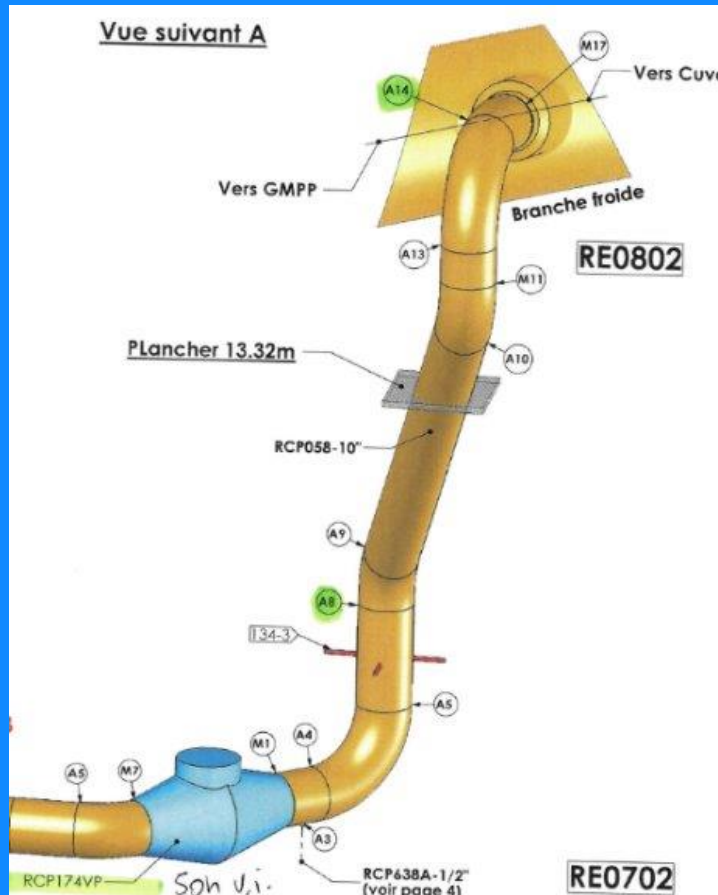 Vue suivant A
M17
Vers Cuve
A14
Vers GMPP
Branche froide
A13
RE0802
M11
PLancher 13.32m
A10
RCP058-10"
A9
A8
134-3
A5
M1
A4
A5
M7
A3
RCP174VP
Son v.i.
RCP638A-1/2"
(voir page 4)
RE0702